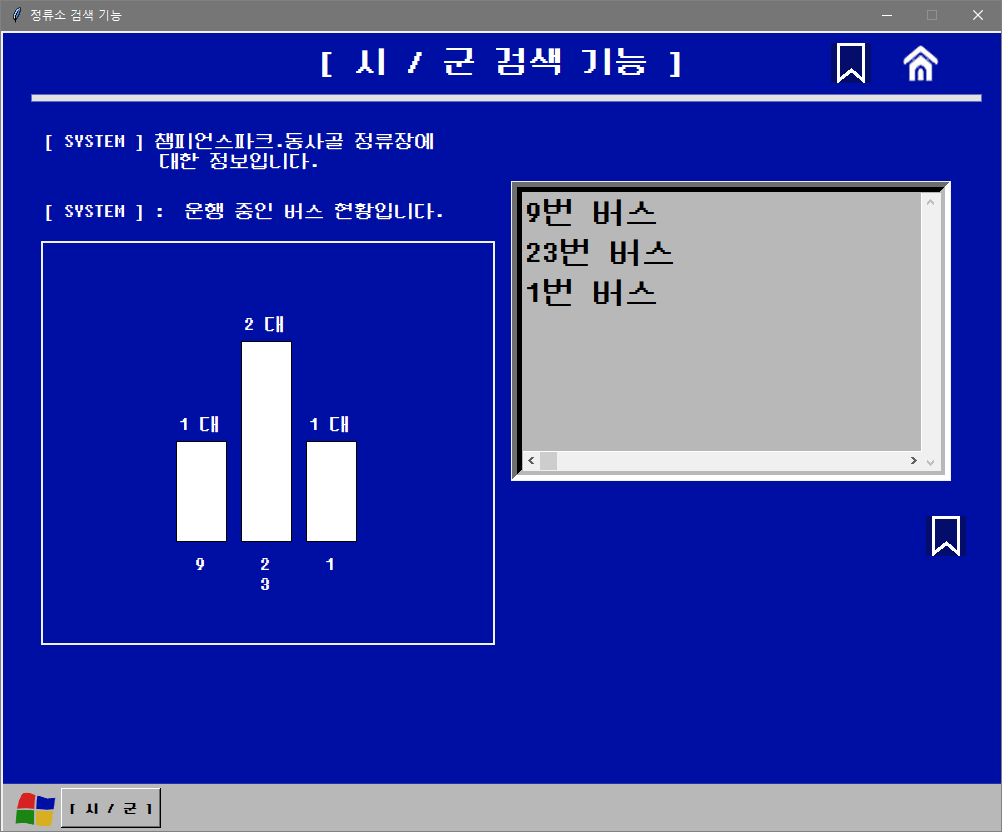 정류소 검색 기능
[ 시 / 군 검색 기능 ]
[ SYSTEM ] 챔피언스파크.동사골 정류장에
대한 정보입니다.
[ SYSTEM ] : 운행 중인 버스 현황입니다.
9번 버스
23번 버스
1번 버스
2 대
1 대 1 대
9 2 1
3
[ 시 / 군 ]